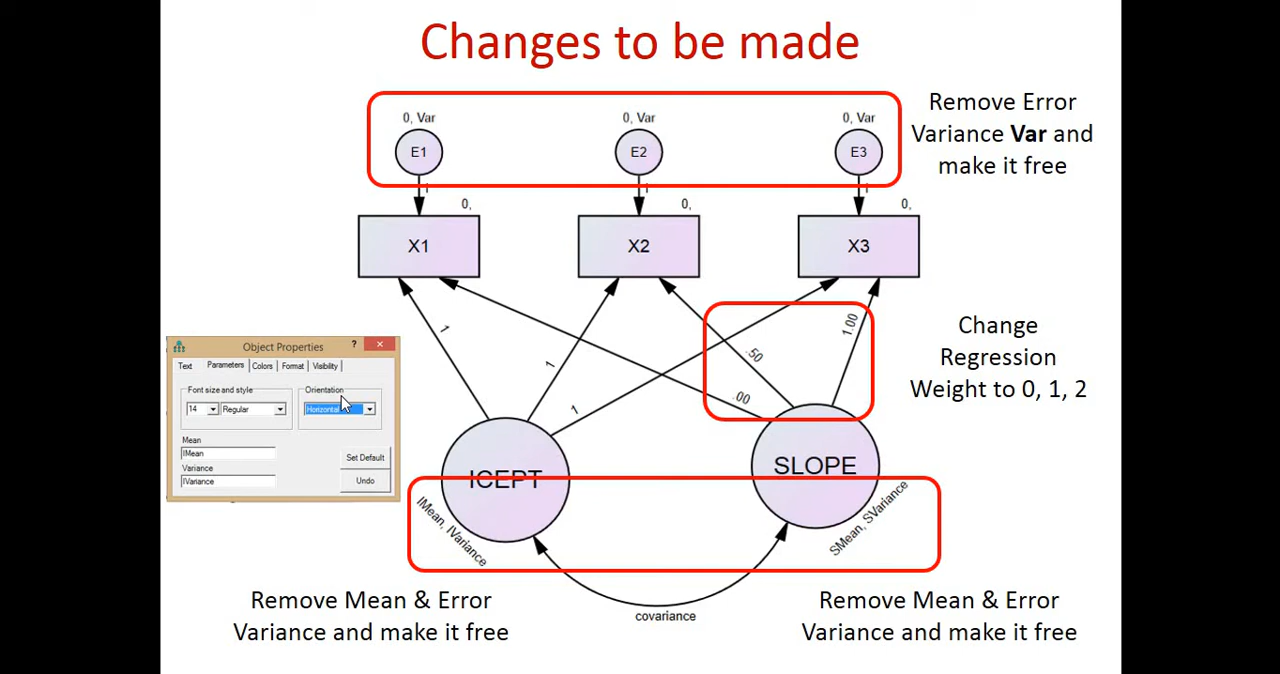 Changes to be made
Remove Error
Variance Var and
make it free
0, Var
0, Var
0, Var
E1
E2
E3
1
1
1
0,
0,
0,
X1
X2
X3
1
1
1
.00
.50
1.00
Change
Regression
Weight to 0, 1, 2
Object Properties
?
Text
Parameters
Colors
Format
Visibility
Font size and style
Orientation
14
Regular
Horizontal
Mean
IMean
Set Default
Variance
IVariance
Undo
ICEPT
SLOPE
IMean, IVariance
SMean, SVariance
covariance
Remove Mean & Error
Variance and make it free
Remove Mean & Error
Variance and make it free